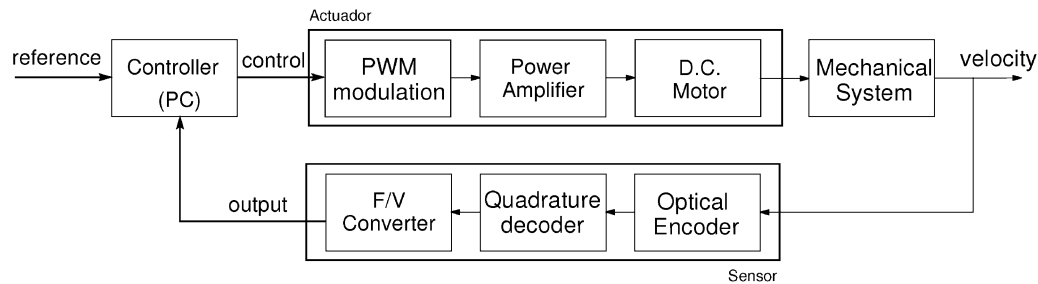 Actuador
reference
Controller
(PC)
control
PWM
modulation
Power
Amplifier
D.C.
Motor
Mechanical
System
velocity
output
F/V
Converter
Quadrature
decoder
Optical
Encoder
Sensor